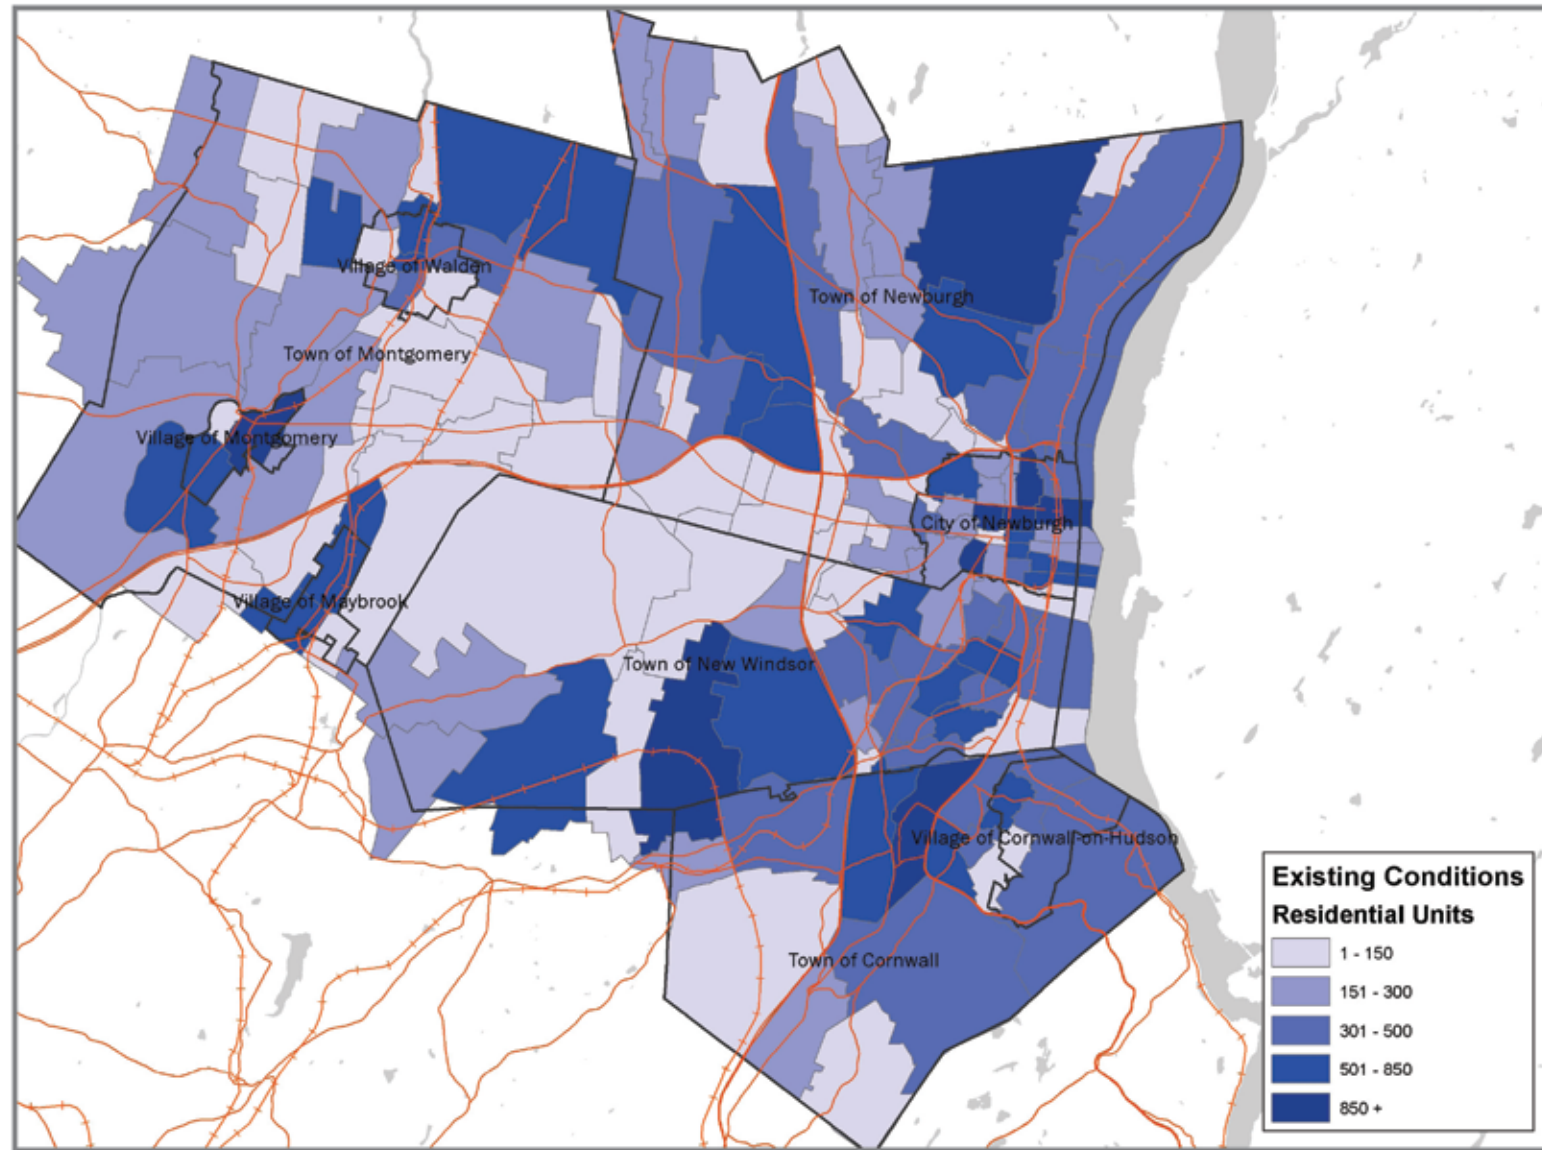 Village of Walden
Town of Newburgh
Town of Montgomery
Village of Montgomery
City of Newburgh
Village of Maybrook
Town of New Windsor
Village of Cornwall-on-Hudson
Town of Cornwall
Existing Conditions
Residential Units
1 - 150
151 - 300
301 - 500
501 - 850
850 +